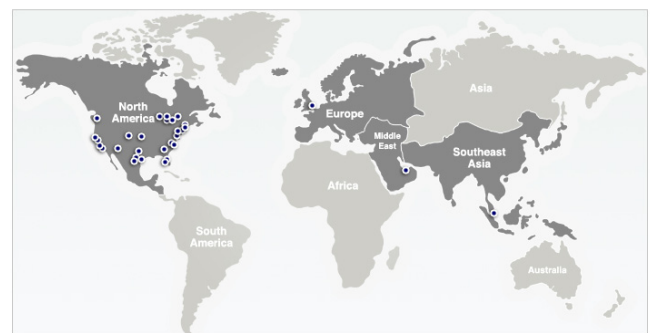 North
America
Europe
Asia
Middle
East
Southeast
Asia
Africa
South
America
Australia